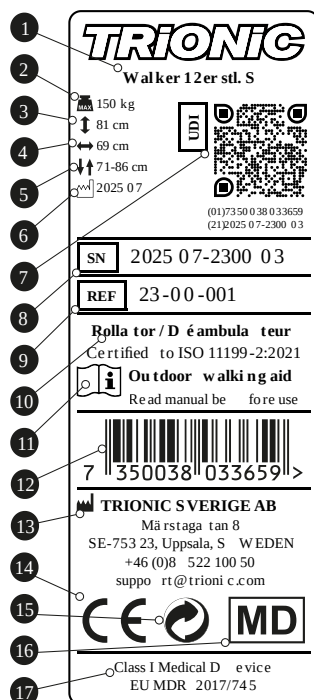 TRIONIC
Walker 12er stl. S
MAX 150 kg
81 cm
69 cm
71-86 cm
2025 07
UDI
(01)7350038033659
(21)202507-2300 03
SN 202507-2300 03
REF 23-00-001
Rollator/Déambulateur
Certified to ISO 11199-2:2021
i Outdoor walking aid
Read manual before use
7 350038 033659 >
TRIONIC SVERIGE AB
Märstagatan 8
SE-753 23, Uppsala, SWEDEN
+46 (0)8 522 100 50
support@trionic.com
CE MD
Class I Medical Device
EU MDR 2017/745
1
2
3
4
5
6
7
8
9
10
11
12
13
14
15
16
17